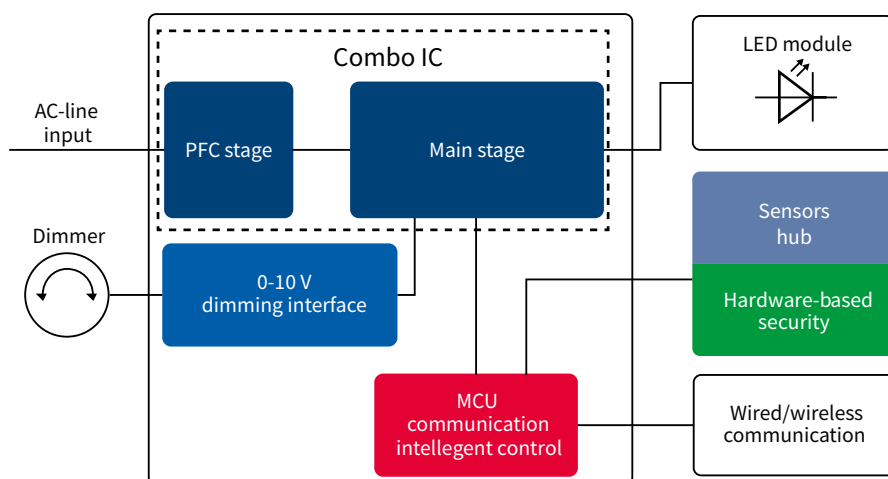 Combo IC
LED module
AC-line
input
PFC stage
Main stage
Sensors
hub
Dimmer
0-10 V
dimming interface
Hardware-based
security
MCU
communication
intellegent control
Wired/wireless
communication